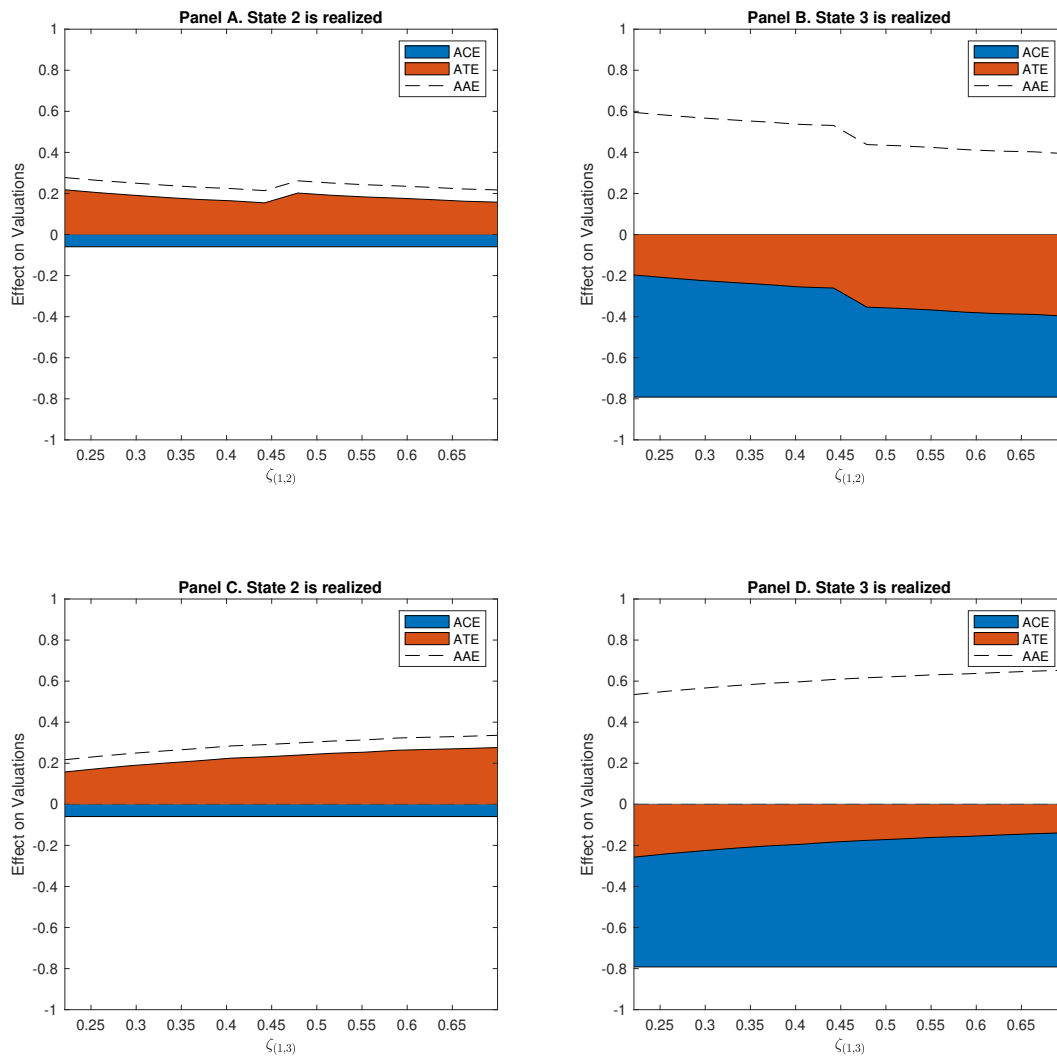 Panel A. State 2 is realized
1
0.8
0.6
0.4
0.2
0
-0.2
-0.4
-0.6
-0.8
-1
Effect on Valuations
ACE
ATE
AAE
0.25 0.3 0.35 0.4 0.45 0.5 0.55 0.6 0.65
ζ(1,2)
Panel B. State 3 is realized
1
0.8
0.6
0.4
0.2
0
-0.2
-0.4
-0.6
-0.8
-1
Effect on Valuations
ACE
ATE
AAE
0.25 0.3 0.35 0.4 0.45 0.5 0.55 0.6 0.65
ζ(1,2)
Panel C. State 2 is realized
1
0.8
0.6
0.4
0.2
0
-0.2
-0.4
-0.6
-0.8
-1
Effect on Valuations
ACE
ATE
AAE
0.25 0.3 0.35 0.4 0.45 0.5 0.55 0.6 0.65
ζ(1,3)
Panel D. State 3 is realized
1
0.8
0.6
0.4
0.2
0
-0.2
-0.4
-0.6
-0.8
-1
Effect on Valuations
ACE
ATE
AAE
0.25 0.3 0.35 0.4 0.45 0.5 0.55 0.6 0.65
ζ(1,3)